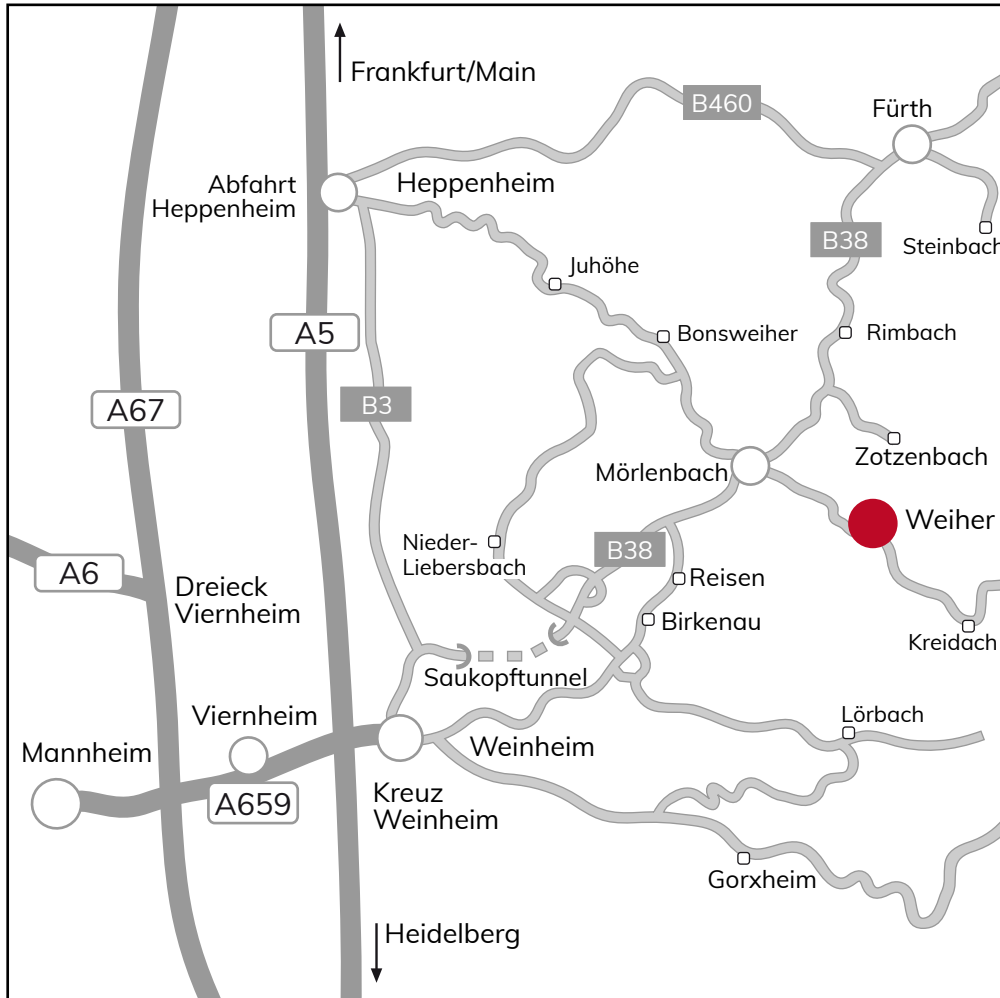 Frankfurt/Main
B460
Fürth
Abfahrt
Heppenheim
Heppenheim
B38
Steinbach
Juhöhe
A5
Bonsweiher
Rimbach
A67
B3
Zotzenbach
Mörlenbach
Weiher
Nieder-
Liebersbach
B38
A6
Dreieck
Viernheim
Reisen
Birkenau
Kreidach
Saukopftunnel
Viernheim
Lörbach
Mannheim
Weinheim
A659
Kreuz
Weinheim
Gorxheim
Heidelberg